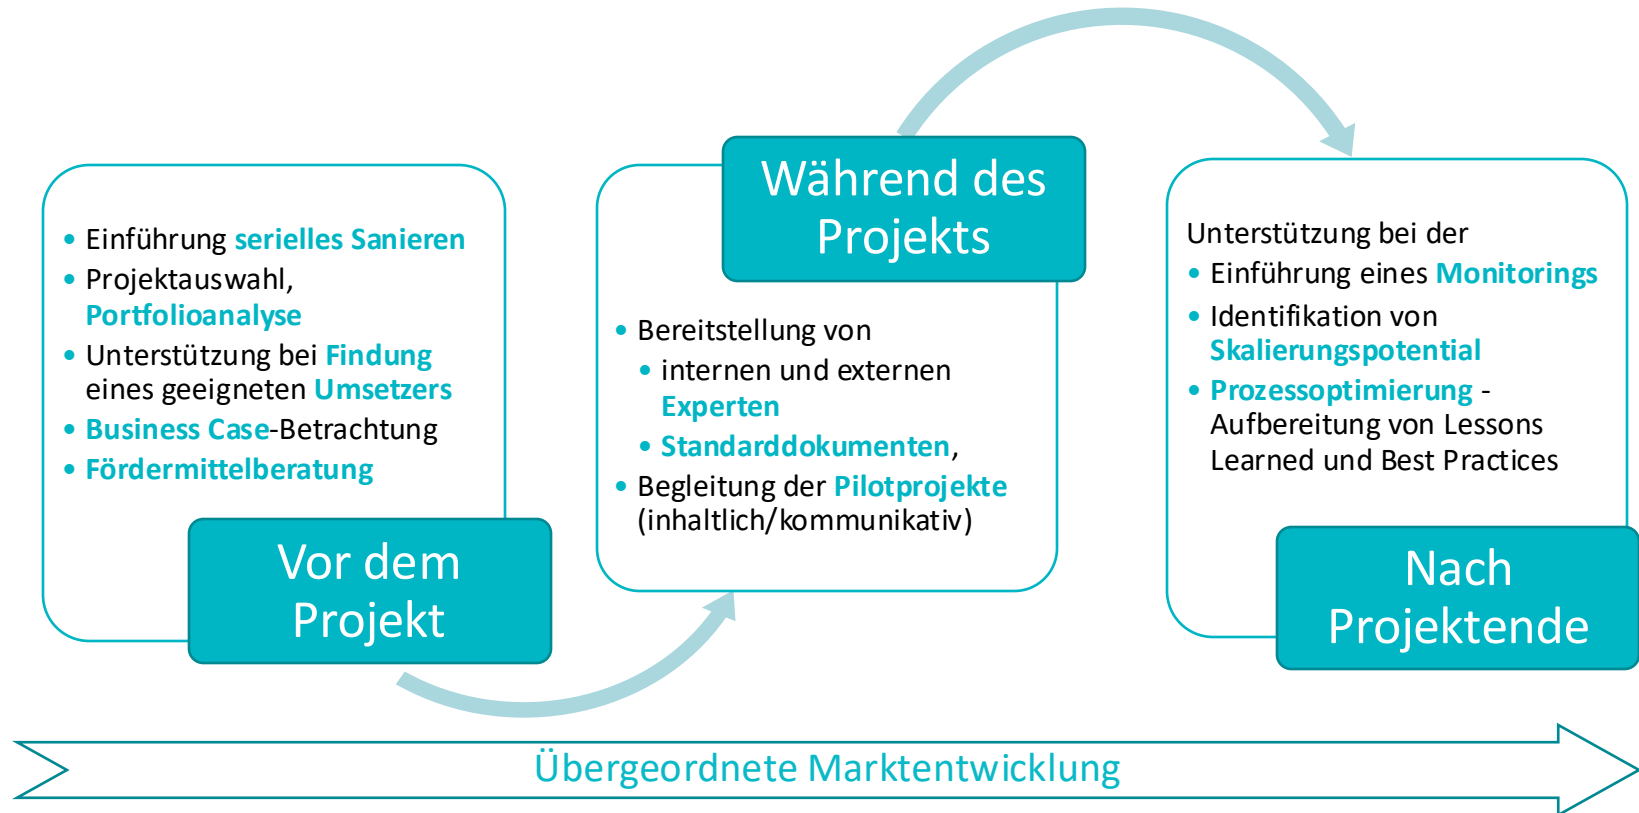 • Einführung serielles Sanieren
• Projektauswahl,
Portfolioanalyse
• Unterstützung bei Findung
eines geeigneten Umsetzers
• Business Case-Betrachtung
• Fördermittelberatung
Vor dem
Projekt
Während des
Projekts
• Bereitstellung von
• internen und externen
Experten
• Standarddokumenten,
• Begleitung der Pilotprojekte
(inhaltlich/kommunikativ)
Unterstützung bei der
• Einführung eines Monitorings
• Identifikation von
Skalierungspotential
• Prozessoptimierung -
Aufbereitung von Lessons
Learned und Best Practices
Nach
Projektende
Übergeordnete Marktentwicklung